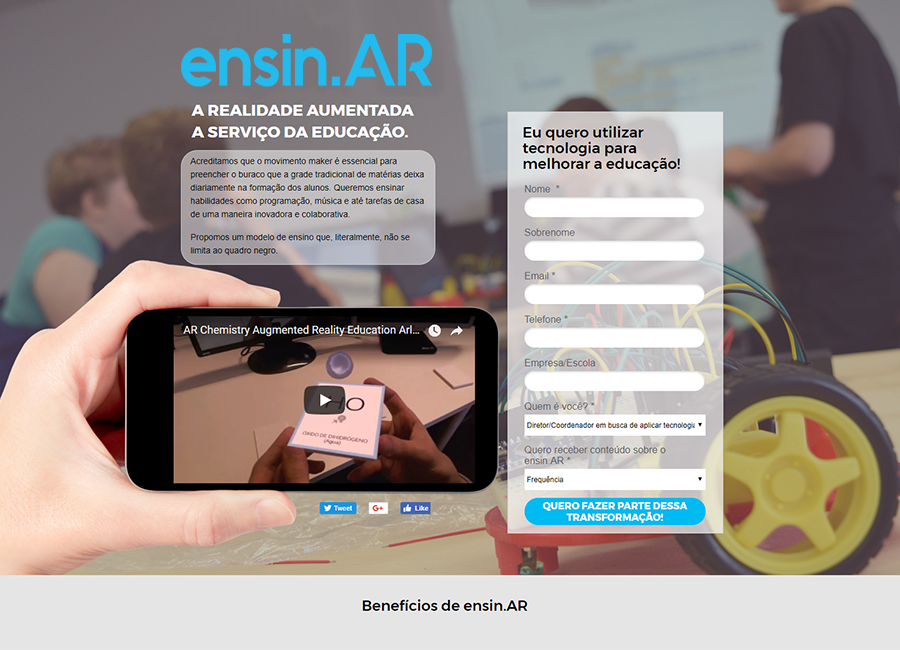 ensin.AR
A REALIDADE AUMENTADA
A SERVIÇO DA EDUCAÇÃO.
Acreditamos que o movimento maker é essencial para
preencher o buraco que a grade tradicional de matérias deixa
diariamente na formação dos alunos. Queremos ensinar
habilidades como programação, música e até tarefas de casa
de uma maneira inovadora e colaborativa.
Propomos um modelo de ensino que, literalmente, não se
limita ao quadro negro.
AR Chemistry Augmented Reality Education Arl...
ÓXIDO DE DIHIDRÓGENO
(Agua)
Tweet
G+
Like
Eu quero utilizar
tecnologia para
melhorar a educação!
Nome *
Sobrenome
Email *
Telefone *
Empresa/Escola
Quem é você? *
Diretor/Coordenador em busca de aplicar tecnologia
Quero receber conteúdo sobre o
ensin.AR *
Frequência
QUERO FAZER PARTE DESSA
TRANSFORMAÇÃO!
Benefícios de ensin.AR